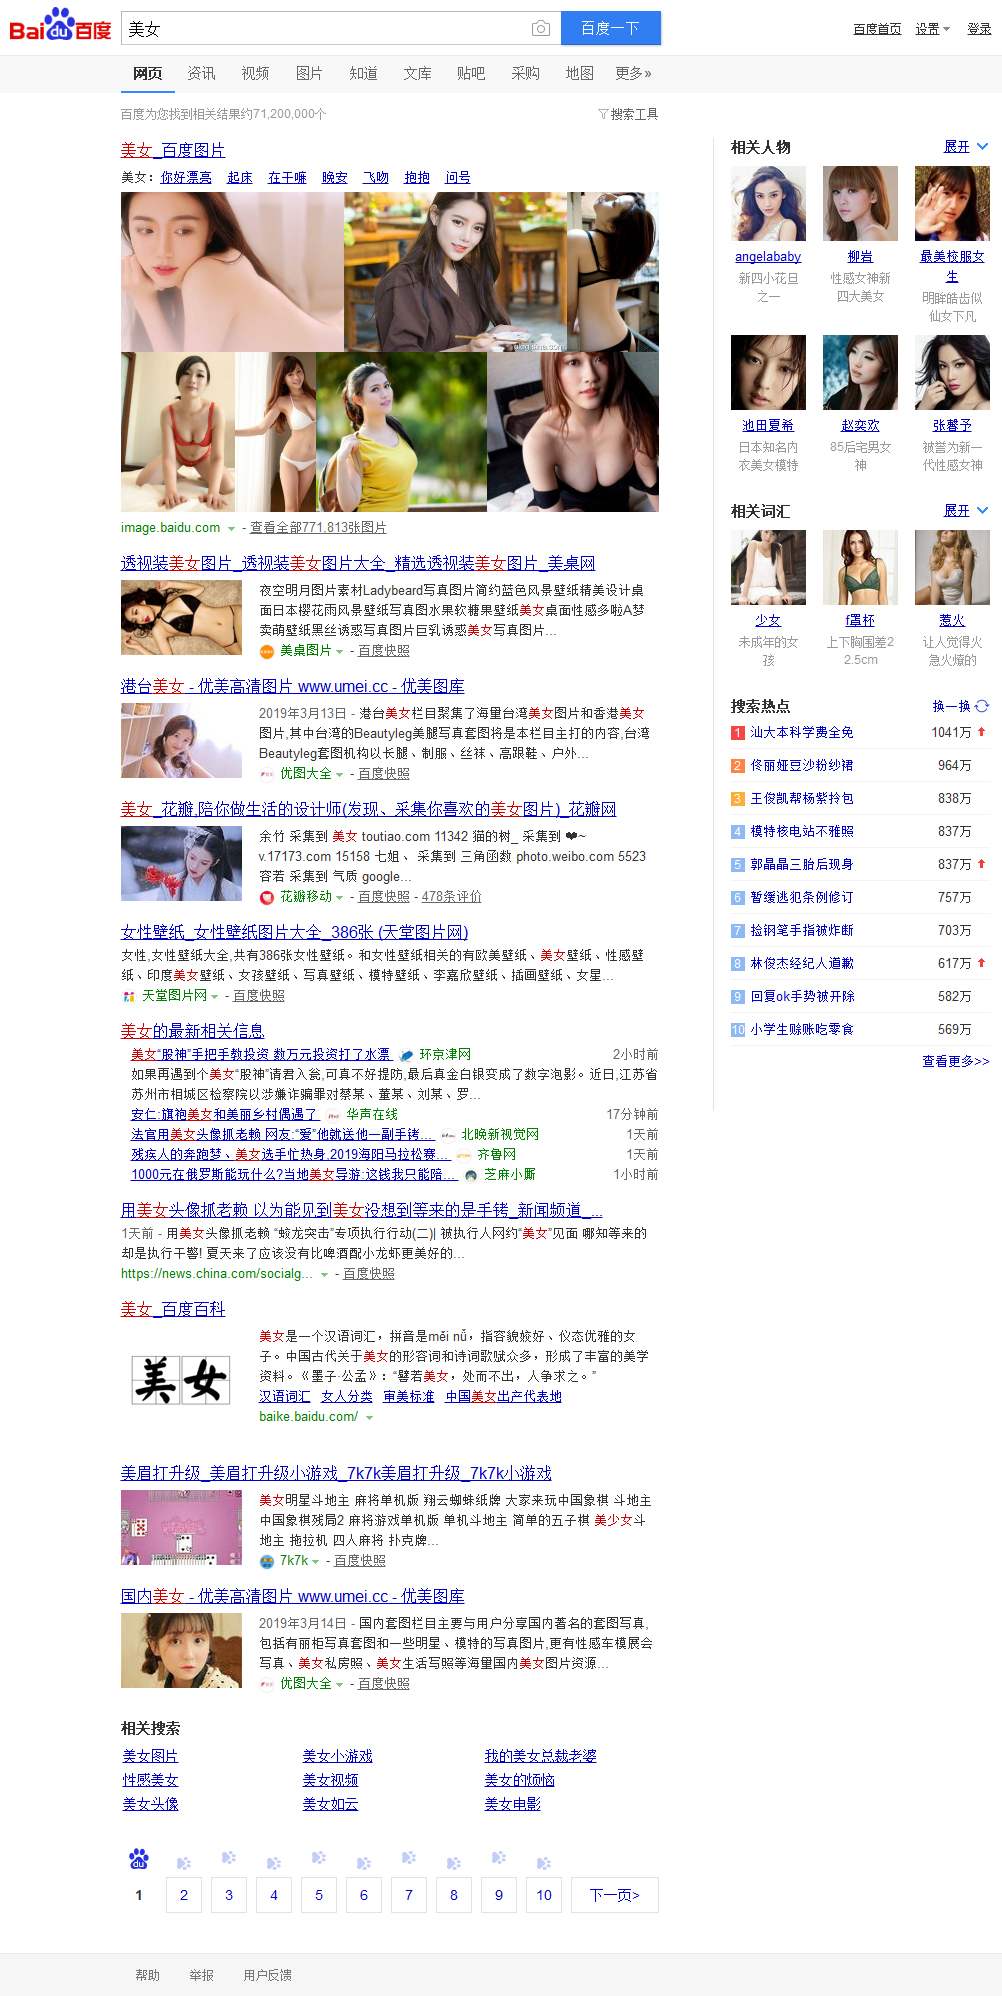 Bai du 百度
美女
百度一下
百度首页 设置 登录
网页 资讯 视频 图片 知道 文库 贴吧 采购 地图 更多»
百度为您找到相关结果约71,200,000个
搜索工具
美女_百度图片
美女: 你好漂亮 起床 在干嘛 晚安 飞吻 抱抱 问号
image.baidu.com - 查看全部771,813张图片
透视装美女图片_透视装美女图片大全_精选透视装美女图片_美桌网
夜空明月图片素材Ladybeard写真图片简约蓝色风景壁纸精美设计桌
面日本樱花雨风景壁纸写真图水果软糖果壁纸美女桌面性感多啦A梦
卖萌壁纸黑丝诱惑写真图片巨乳诱惑美女写真图片...
美桌图片 - 百度快照
港台美女 - 优美高清图片 www.umei.cc - 优美图库
2019年3月13日 - 港台美女栏目聚集了海量台湾美女图片和香港美女
图片,其中台湾的Beautyleg美腿写真套图将是本栏目主打的内容,台湾
Beautyleg套图机构以长腿、制服、丝袜、高跟鞋、户外...
优图大全 - 百度快照
美女_花瓣,陪你做生活的设计师(发现、采集你喜欢的美女图片)_花瓣网
余竹 采集到 美女 toutiao.com 11342 猫的树_ 采集到 ❤~
v.17173.com 15158 七姐、 采集到 三角函数 photo.weibo.com 5523
容若 采集到 气质 google...
花瓣移动 - 百度快照 - 478条评价
女性壁纸_女性壁纸图片大全_386张 (天堂图片网)
女性,女性壁纸大全,共有386张女性壁纸。和女性壁纸相关的有欧美壁纸、美女壁纸、性感壁
纸、印度美女壁纸、女孩壁纸、写真壁纸、模特壁纸、李嘉欣壁纸、插画壁纸、女星...
天堂图片网 - 百度快照
美女的最新相关信息
美女“股神”手把手教投资 数万元投资打了水漂 环京津网 2小时前
如果再遇到个美女“股神”请君入瓮,可真不好提防,最后真金白银变成了数字泡影。近日,江苏省
苏州市相城区检察院以涉嫌诈骗罪对蔡某、董某、刘某、罗...
安仁:旗袍美女和美丽乡村偶遇了 华声在线 17分钟前
法官用美女头像抓老赖 网友:“爱”他就送他一副手铐... 北晚新视觉网 1天前
残疾人的奔跑梦、美女选手忙热身,2019海阳马拉松赛... 齐鲁网 1天前
1000元在俄罗斯能玩什么?当地美女导游:这钱我只能陪... 芝麻小厮 1小时前
用美女头像抓老赖 以为能见到美女没想到等来的是手铐_新闻频道_...
1天前 - 用美女头像抓老赖 “蛟龙突击”专项执行行动(二)| 被执行人网约“美女”见面 哪知等来的
却是执行干警! 夏天来了应该没有比啤酒配小龙虾更美好的...
https://news.china.com/socialg... - 百度快照
美女_百度百科
美女
美女是一个汉语词汇，拼音是měi nǚ，指容貌姣好、仪态优雅的女
子。中国古代关于美女的形容词和诗词歌赋众多，形成了丰富的美学
资料。《墨子·公孟》：“譬若美女，处而不出，人争求之。”
汉语词汇 女人分类 审美标准 中国美女出产代表地
baike.baidu.com/
美眉打升级_美眉打升级小游戏_7k7k美眉打升级_7k7k小游戏
美女明星斗地主 麻将单机版 翔云蜘蛛纸牌 大家来玩中国象棋 斗地主
中国象棋残局2 麻将游戏单机版 单机斗地主 简单的五子棋 美少女斗
地主 拖拉机 四人麻将 扑克牌...
7k7k - 百度快照
国内美女 - 优美高清图片 www.umei.cc - 优美图库
2019年3月14日 - 国内套图栏目主要与用户分享国内著名的套图写真,
包括有丽柜写真套图和一些明星、模特的写真图片,更有性感车模展会
写真、美女私房照、美女生活写照等海量国内美女图片资源...
优图大全 - 百度快照
相关搜索
美女图片 美女小游戏 我的美女总裁老婆
性感美女 美女视频 美女的烦恼
美女头像 美女如云 美女电影
1 2 3 4 5 6 7 8 9 10 下一页>
相关人物 展开
angelababy 柳岩 最美校服女生
新四小花旦之一 性感女神新四大美女 明眸皓齿似仙女下凡
池田夏希 赵奕欢 张馨予
日本知名内衣美女模特 85后宅男女神 被誉为新一代性感女神
相关词汇 展开
少女 f罩杯 惹火
未成年的女孩 上下胸围差22.5cm 让人觉得火急火燎的
搜索热点 换一换
1 汕大本科学费全免 1041万
2 佟丽娅豆沙粉纱裙 964万
3 王俊凯帮杨紫拎包 838万
4 模特核电站不雅照 837万
5 郭晶晶三胎后现身 837万
6 暂缓逃犯条例修订 757万
7 捡钢笔手指被炸断 703万
8 林俊杰经纪人道歉 617万
9 回复ok手势被开除 582万
10 小学生赊账吃零食 569万
查看更多>>
帮助 举报 用户反馈